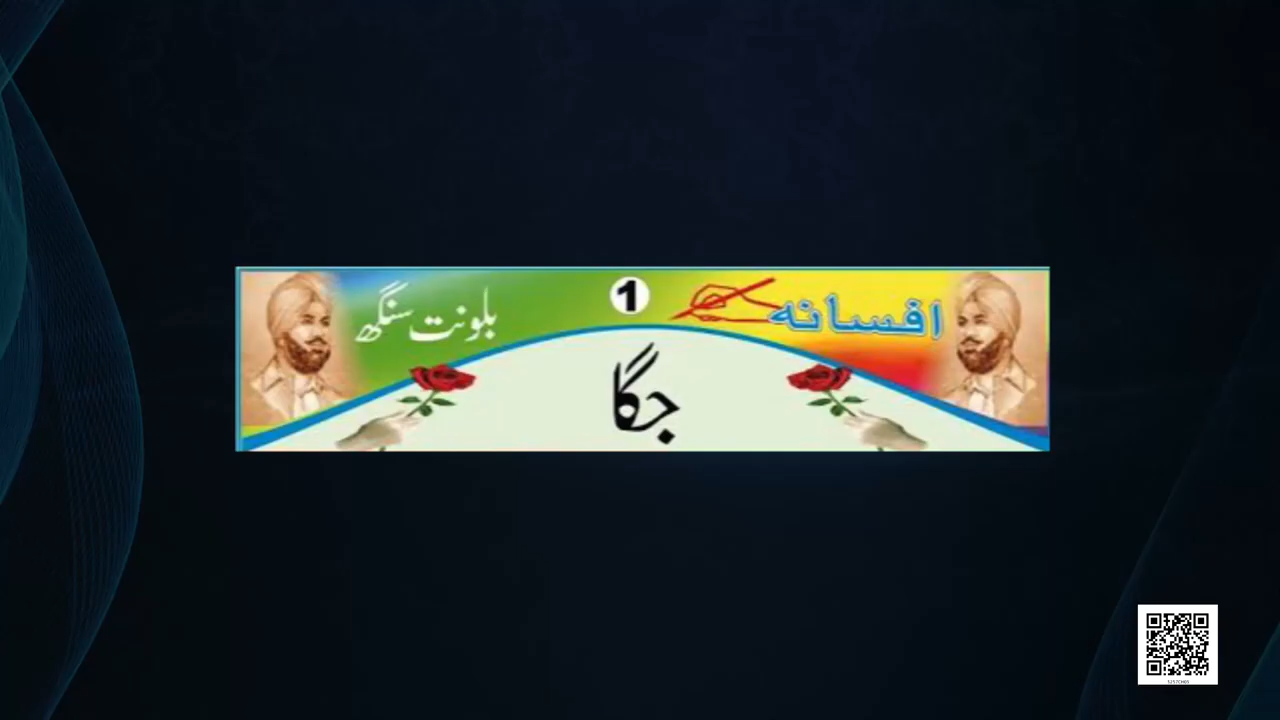 افسانہ
1
بلونت سنگھ
جگا